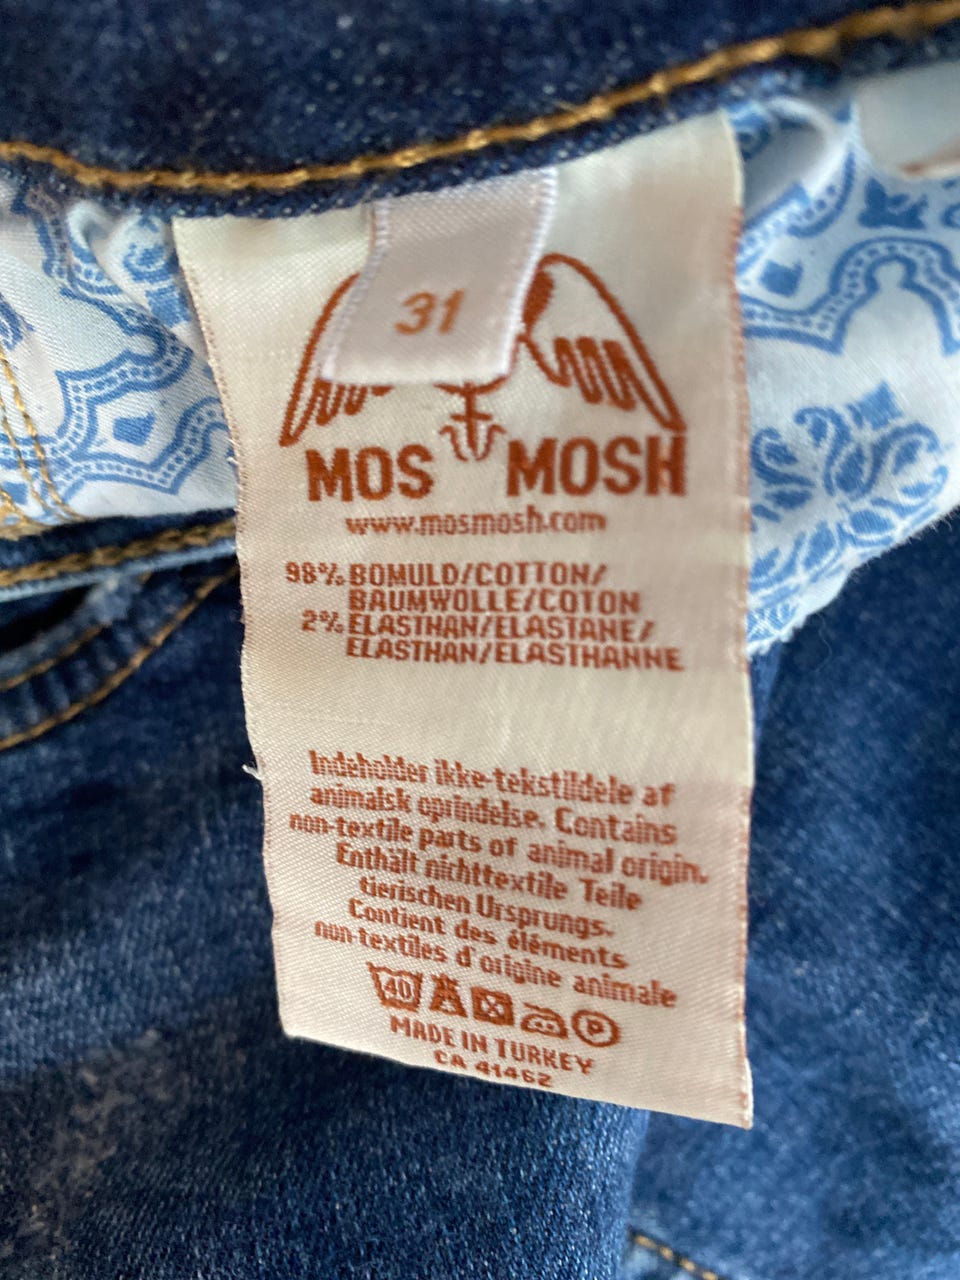 31
MOS MOSH
www.mosmosh.com
98% BOMULD/COTTON/
BAUMWOLLE/COTON
2% ELASTHAN/ELASTANE/
ELASTHAN/ELASTHANNE
Indeholder ikke-tekstildele af
animalsk oprindelse. Contains
non-textile parts of animal origin.
Enthält nichttextile Teile
tierischen Ursprungs.
Contient des éléments
non-textiles d'origine animale
40 P
MADE IN TURKEY
CA 41462